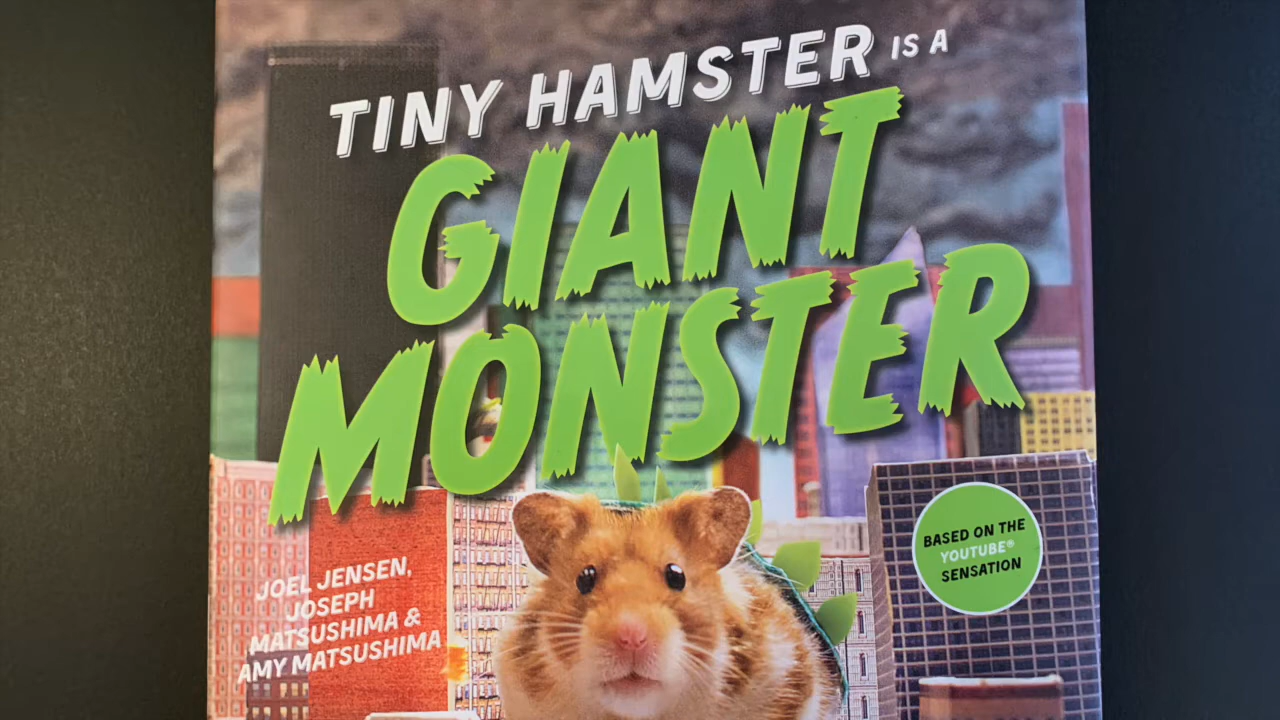 TINY HAMSTER IS A
GIANT
MONSTER
JOEL JENSEN,
JOSEPH
MATSUSHIMA &
AMY MATSUSHIMA
BASED ON THE
YOUTUBE®
SENSATION